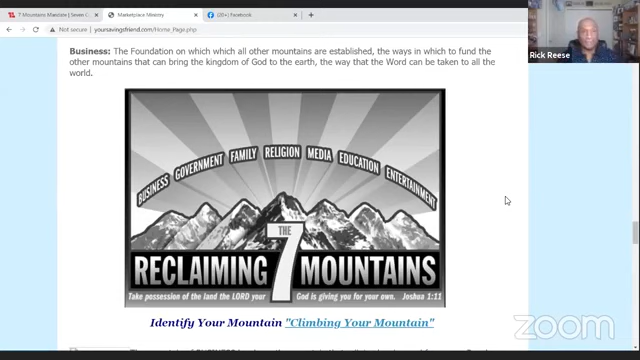 7 Mountains Mandate | Seven C
Marketplace Ministry
(20+) Facebook
Not secure | yoursavingsfriend.com/Home_Page.php
Rick Reese
Business: The Foundation on which which all other mountains are established, the ways in which to fund the
other mountains that can bring the kingdom of God to the earth, the way that the Word can be taken to all the
world.
BUSINESS GOVERNMENT FAMILY RELIGION MEDIA EDUCATION ENTERTAINMENT
THE
RECLAIMING 7 MOUNTAINS
Take possession of the land the LORD your God is giving you for your own. Joshua 1:11
Identify Your Mountain "Climbing Your Mountain"
zoom